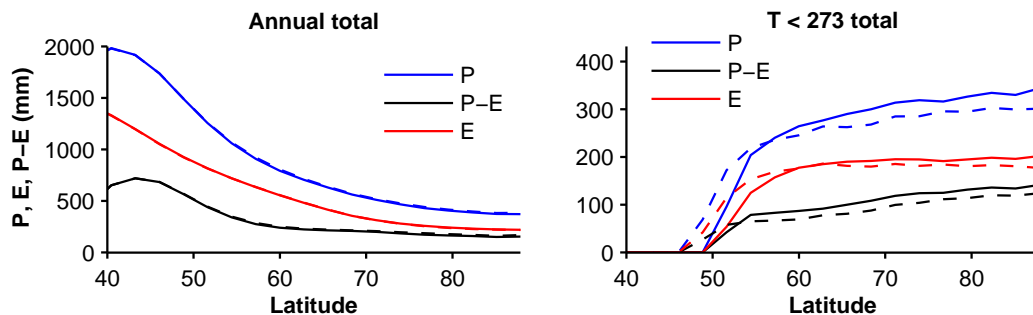 Annual total
P, E, P−E (mm)
2000
1500
1000
500
0
P
P−E
E
40 50 60 70 80
Latitude
T < 273 total
400
300
200
100
0
P
P−E
E
40 50 60 70 80
Latitude